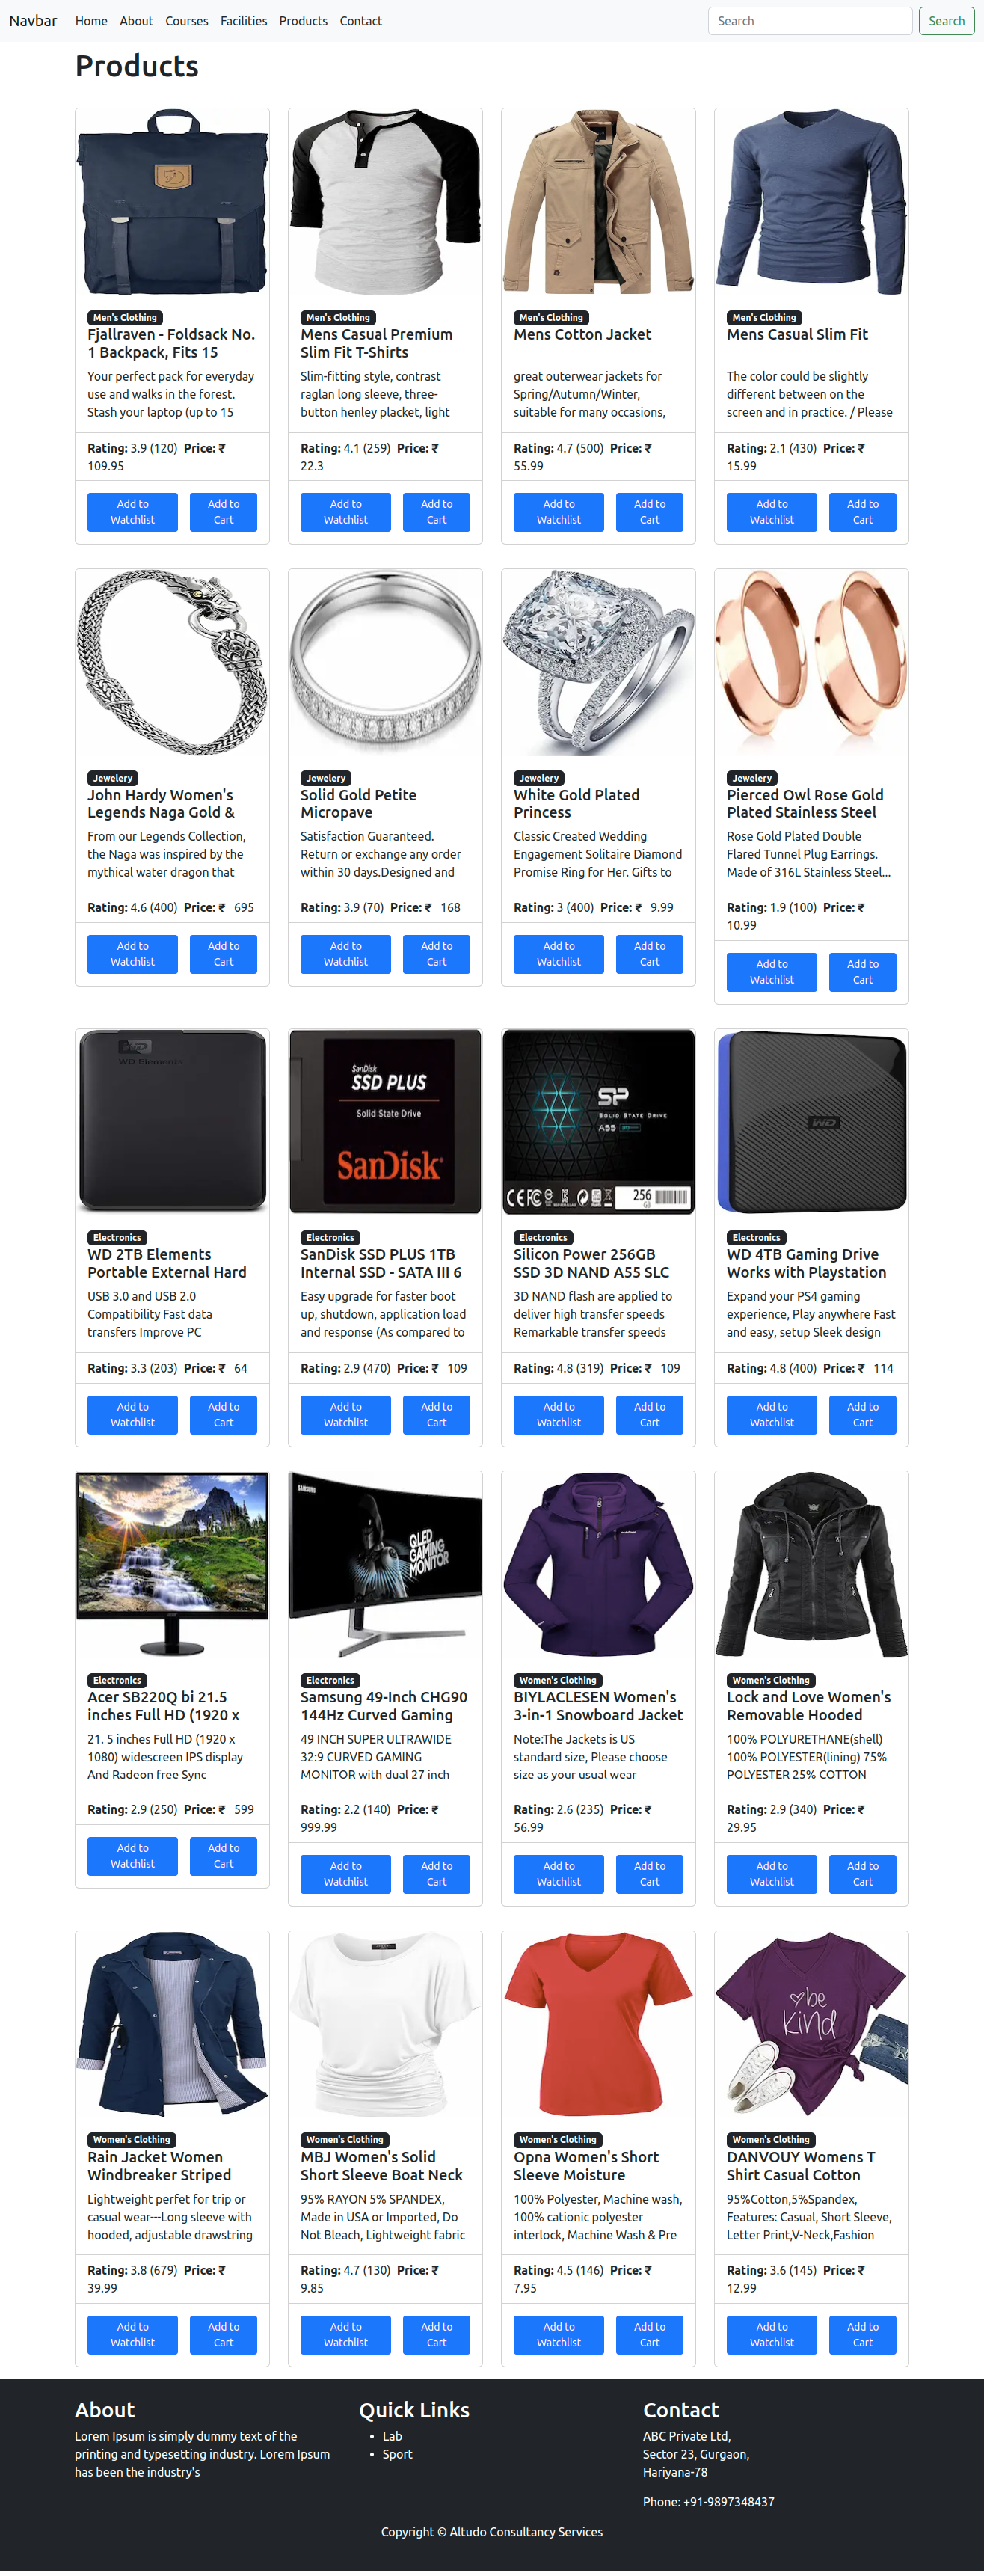 Navbar Home About Courses Facilities Products Contact Search Search
Products
Men's Clothing
Fjallraven - Foldsack No.
1 Backpack, Fits 15
Your perfect pack for everyday
use and walks in the forest.
Stash your laptop (up to 15
Rating: 3.9 (120) Price: ₹
109.95
Add to
Watchlist
Add to
Cart
Men's Clothing
Mens Casual Premium
Slim Fit T-Shirts
Slim-fitting style, contrast
raglan long sleeve, three-
button henley placket, light
Rating: 4.1 (259) Price: ₹
22.3
Add to
Watchlist
Add to
Cart
Men's Clothing
Mens Cotton Jacket
great outerwear jackets for
Spring/Autumn/Winter,
suitable for many occasions,
Rating: 4.7 (500) Price: ₹
55.99
Add to
Watchlist
Add to
Cart
Men's Clothing
Mens Casual Slim Fit
The color could be slightly
different between on the
screen and in practice. / Please
Rating: 2.1 (430) Price: ₹
15.99
Add to
Watchlist
Add to
Cart
Jewelery
John Hardy Women's
Legends Naga Gold &
From our Legends Collection,
the Naga was inspired by the
mythical water dragon that
Rating: 4.6 (400) Price: ₹ 695
Add to
Watchlist
Add to
Cart
Jewelery
Solid Gold Petite
Micropave
Satisfaction Guaranteed.
Return or exchange any order
within 30 days.Designed and
Rating: 3.9 (70) Price: ₹ 168
Add to
Watchlist
Add to
Cart
Jewelery
White Gold Plated
Princess
Classic Created Wedding
Engagement Solitaire Diamond
Promise Ring for Her. Gifts to
Rating: 3 (400) Price: ₹ 9.99
Add to
Watchlist
Add to
Cart
Jewelery
Pierced Owl Rose Gold
Plated Stainless Steel
Rose Gold Plated Double
Flared Tunnel Plug Earrings.
Made of 316L Stainless Steel...
Rating: 1.9 (100) Price: ₹
10.99
Add to
Watchlist
Add to
Cart
WD
WD Elements
Electronics
WD 2TB Elements
Portable External Hard
USB 3.0 and USB 2.0
Compatibility Fast data
transfers Improve PC
Rating: 3.3 (203) Price: ₹ 64
Add to
Watchlist
Add to
Cart
SanDisk
SSD PLUS
Solid State Drive
SanDisk
Electronics
SanDisk SSD PLUS 1TB
Internal SSD - SATA III 6
Easy upgrade for faster boot
up, shutdown, application load
and response (As compared to
Rating: 2.9 (470) Price: ₹ 109
Add to
Watchlist
Add to
Cart
SP
SOLID STATE DRIVE
A55
256
GB
Electronics
Silicon Power 256GB
SSD 3D NAND A55 SLC
3D NAND flash are applied to
deliver high transfer speeds
Remarkable transfer speeds
Rating: 4.8 (319) Price: ₹ 109
Add to
Watchlist
Add to
Cart
WD
Electronics
WD 4TB Gaming Drive
Works with Playstation
Expand your PS4 gaming
experience, Play anywhere Fast
and easy, setup Sleek design
Rating: 4.8 (400) Price: ₹ 114
Add to
Watchlist
Add to
Cart
acer
Electronics
Acer SB220Q bi 21.5
inches Full HD (1920 x
21. 5 inches Full HD (1920 x
1080) widescreen IPS display
And Radeon free Sync
Rating: 2.9 (250) Price: ₹ 599
Add to
Watchlist
Add to
Cart
SAMSUNG
QLED
GAMING
MONITOR
Electronics
Samsung 49-Inch CHG90
144Hz Curved Gaming
49 INCH SUPER ULTRAWIDE
32:9 CURVED GAMING
MONITOR with dual 27 inch
Rating: 2.2 (140) Price: ₹
999.99
Add to
Watchlist
Add to
Cart
Women's Clothing
BIYLACLESEN Women's
3-in-1 Snowboard Jacket
Note:The Jackets is US
standard size, Please choose
size as your usual wear
Rating: 2.6 (235) Price: ₹
56.99
Add to
Watchlist
Add to
Cart
Women's Clothing
Lock and Love Women's
Removable Hooded
100% POLYURETHANE(shell)
100% POLYESTER(lining) 75%
POLYESTER 25% COTTON
Rating: 2.9 (340) Price: ₹
29.95
Add to
Watchlist
Add to
Cart
Women's Clothing
Rain Jacket Women
Windbreaker Striped
Lightweight perfet for trip or
casual wear---Long sleeve with
hooded, adjustable drawstring
Rating: 3.8 (679) Price: ₹
39.99
Add to
Watchlist
Add to
Cart
Women's Clothing
MBJ Women's Solid
Short Sleeve Boat Neck
95% RAYON 5% SPANDEX,
Made in USA or Imported, Do
Not Bleach, Lightweight fabric
Rating: 4.7 (130) Price: ₹
9.85
Add to
Watchlist
Add to
Cart
Women's Clothing
Opna Women's Short
Sleeve Moisture
100% Polyester, Machine wash,
100% cationic polyester
interlock, Machine Wash & Pre
Rating: 4.5 (146) Price: ₹
7.95
Add to
Watchlist
Add to
Cart
be
kind
Women's Clothing
DANVOUY Womens T
Shirt Casual Cotton
95%Cotton,5%Spandex,
Features: Casual, Short Sleeve,
Letter Print,V-Neck,Fashion
Rating: 3.6 (145) Price: ₹
12.99
Add to
Watchlist
Add to
Cart
About
Lorem Ipsum is simply dummy text of the
printing and typesetting industry. Lorem Ipsum
has been the industry's
Quick Links
Lab
Sport
Contact
ABC Private Ltd,
Sector 23, Gurgaon,
Hariyana-78
Phone: +91-9897348437
Copyright © Altudo Consultancy Services